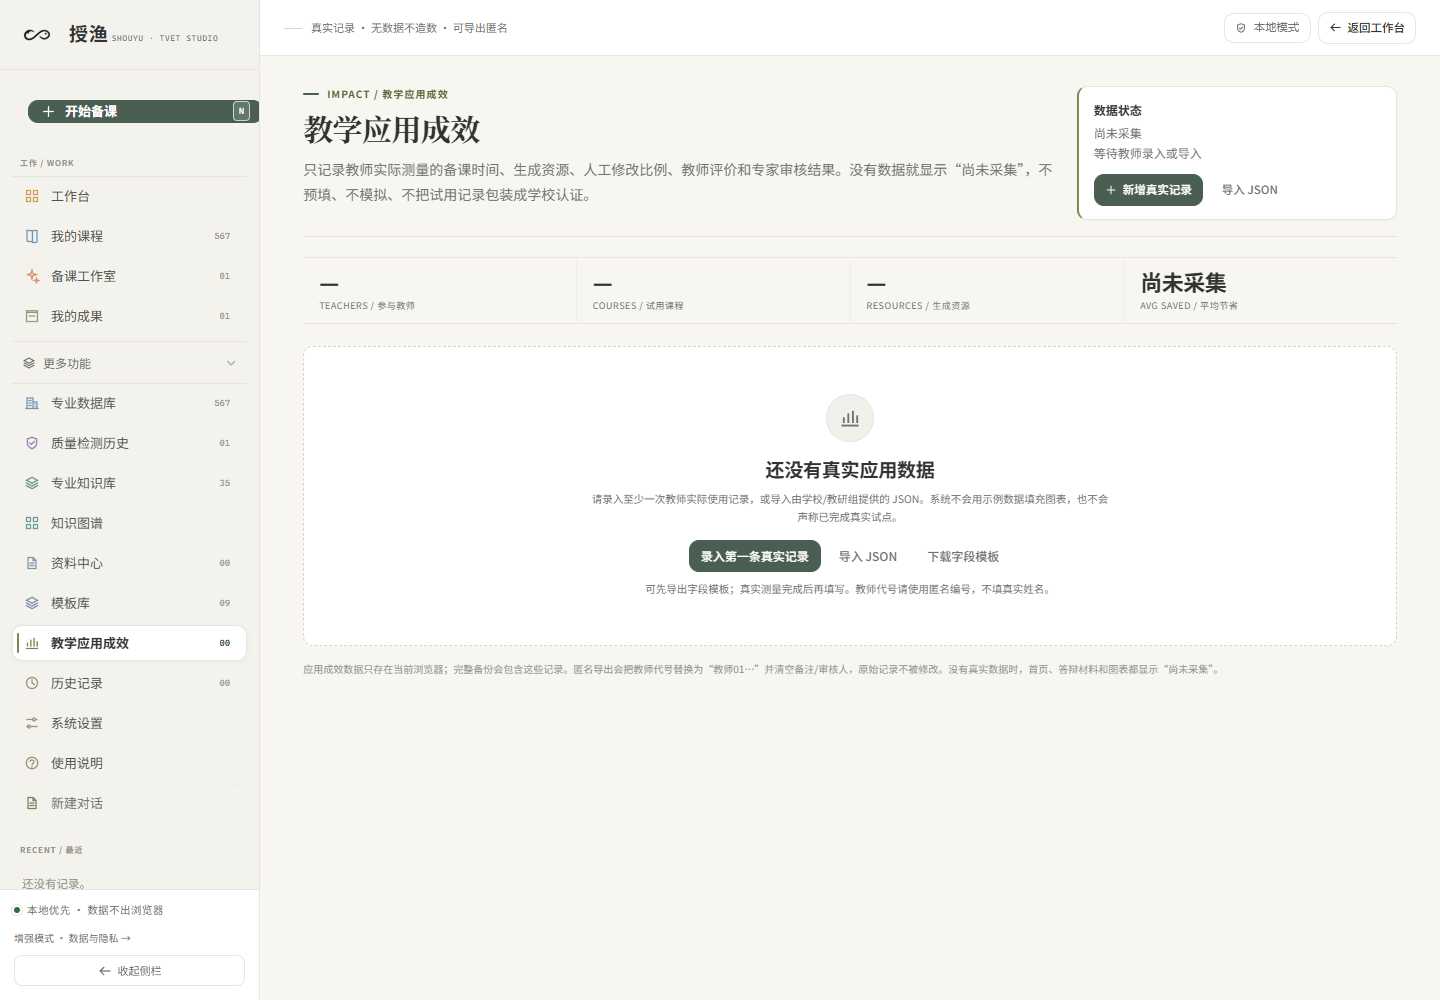 授渔 SHOUYU · TVET STUDIO
开始备课 N
工作 / WORK
工作台
我的课程 567
备课工作室 01
我的成果 01
更多功能
专业数据库 567
质量检测历史 01
专业知识库 35
知识图谱
资料中心 00
模板库 09
教学应用成效 00
历史记录 00
系统设置
使用说明
新建对话
RECENT / 最近
还没有记录。
本地优先 · 数据不出浏览器
增强模式 · 数据与隐私 →
← 收起侧栏
真实记录 · 无数据不造数 · 可导出匿名
本地模式
← 返回工作台
IMPACT / 教学应用成效
教学应用成效
只记录教师实际测量的备课时间、生成资源、人工修改比例、教师评价和专家审核结果。没有数据就显示“尚未采集”，不
预填、不模拟、不把试用记录包装成学校认证。
数据状态
尚未采集
等待教师录入或导入
＋ 新增真实记录 导入 JSON
—
TEACHERS / 参与教师
—
COURSES / 试用课程
—
RESOURCES / 生成资源
尚未采集
AVG SAVED / 平均节省
还没有真实应用数据
请录入至少一次教师实际使用记录，或导入由学校/教研组提供的 JSON。系统不会用示例数据填充图表，也不会
声称已完成真实试点。
录入第一条真实记录 导入 JSON 下载字段模板
可先导出字段模板；真实测量完成后再填写。教师代号请使用匿名编号，不填真实姓名。
应用成效数据只存在当前浏览器；完整备份会包含这些记录。匿名导出会把教师代号替换为“教师01…”并清空备注/审核人，原始记录不被修改。没有真实数据时，首页、答辩材料和图表都显示“尚未采集”。